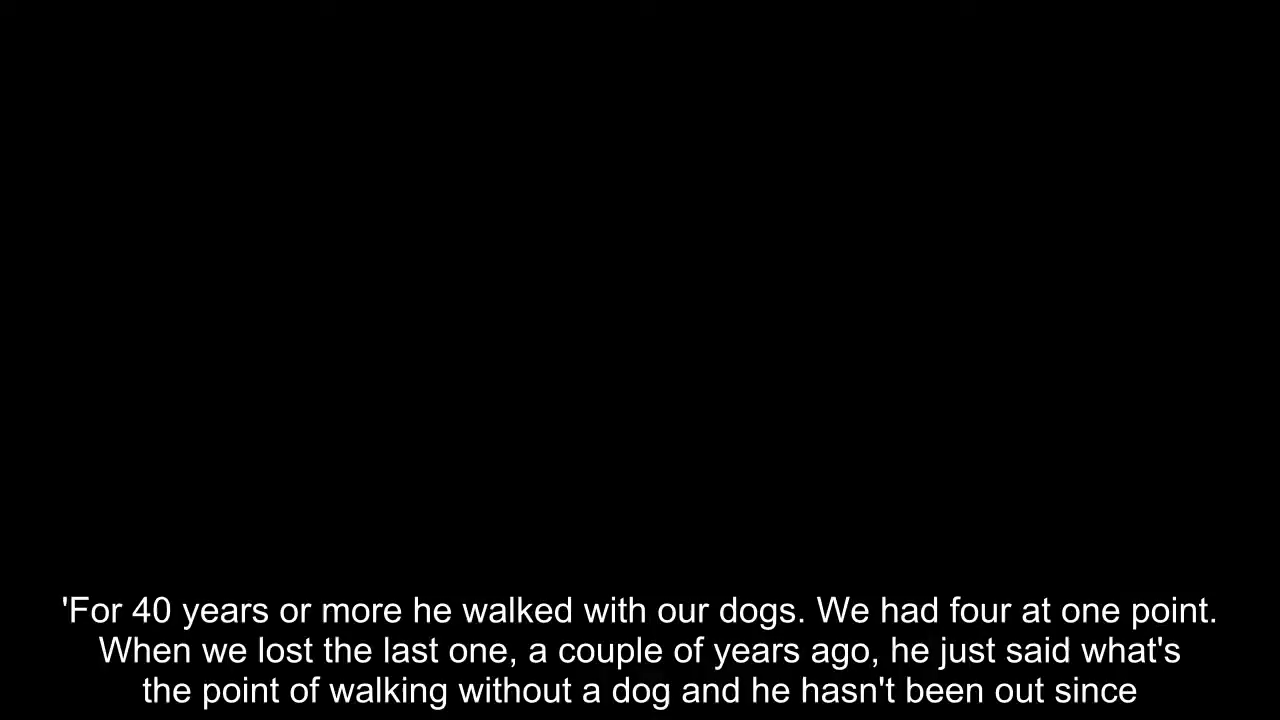 'For 40 years or more he walked with our dogs. We had four at one point.
When we lost the last one, a couple of years ago, he just said what's
the point of walking without a dog and he hasn't been out since